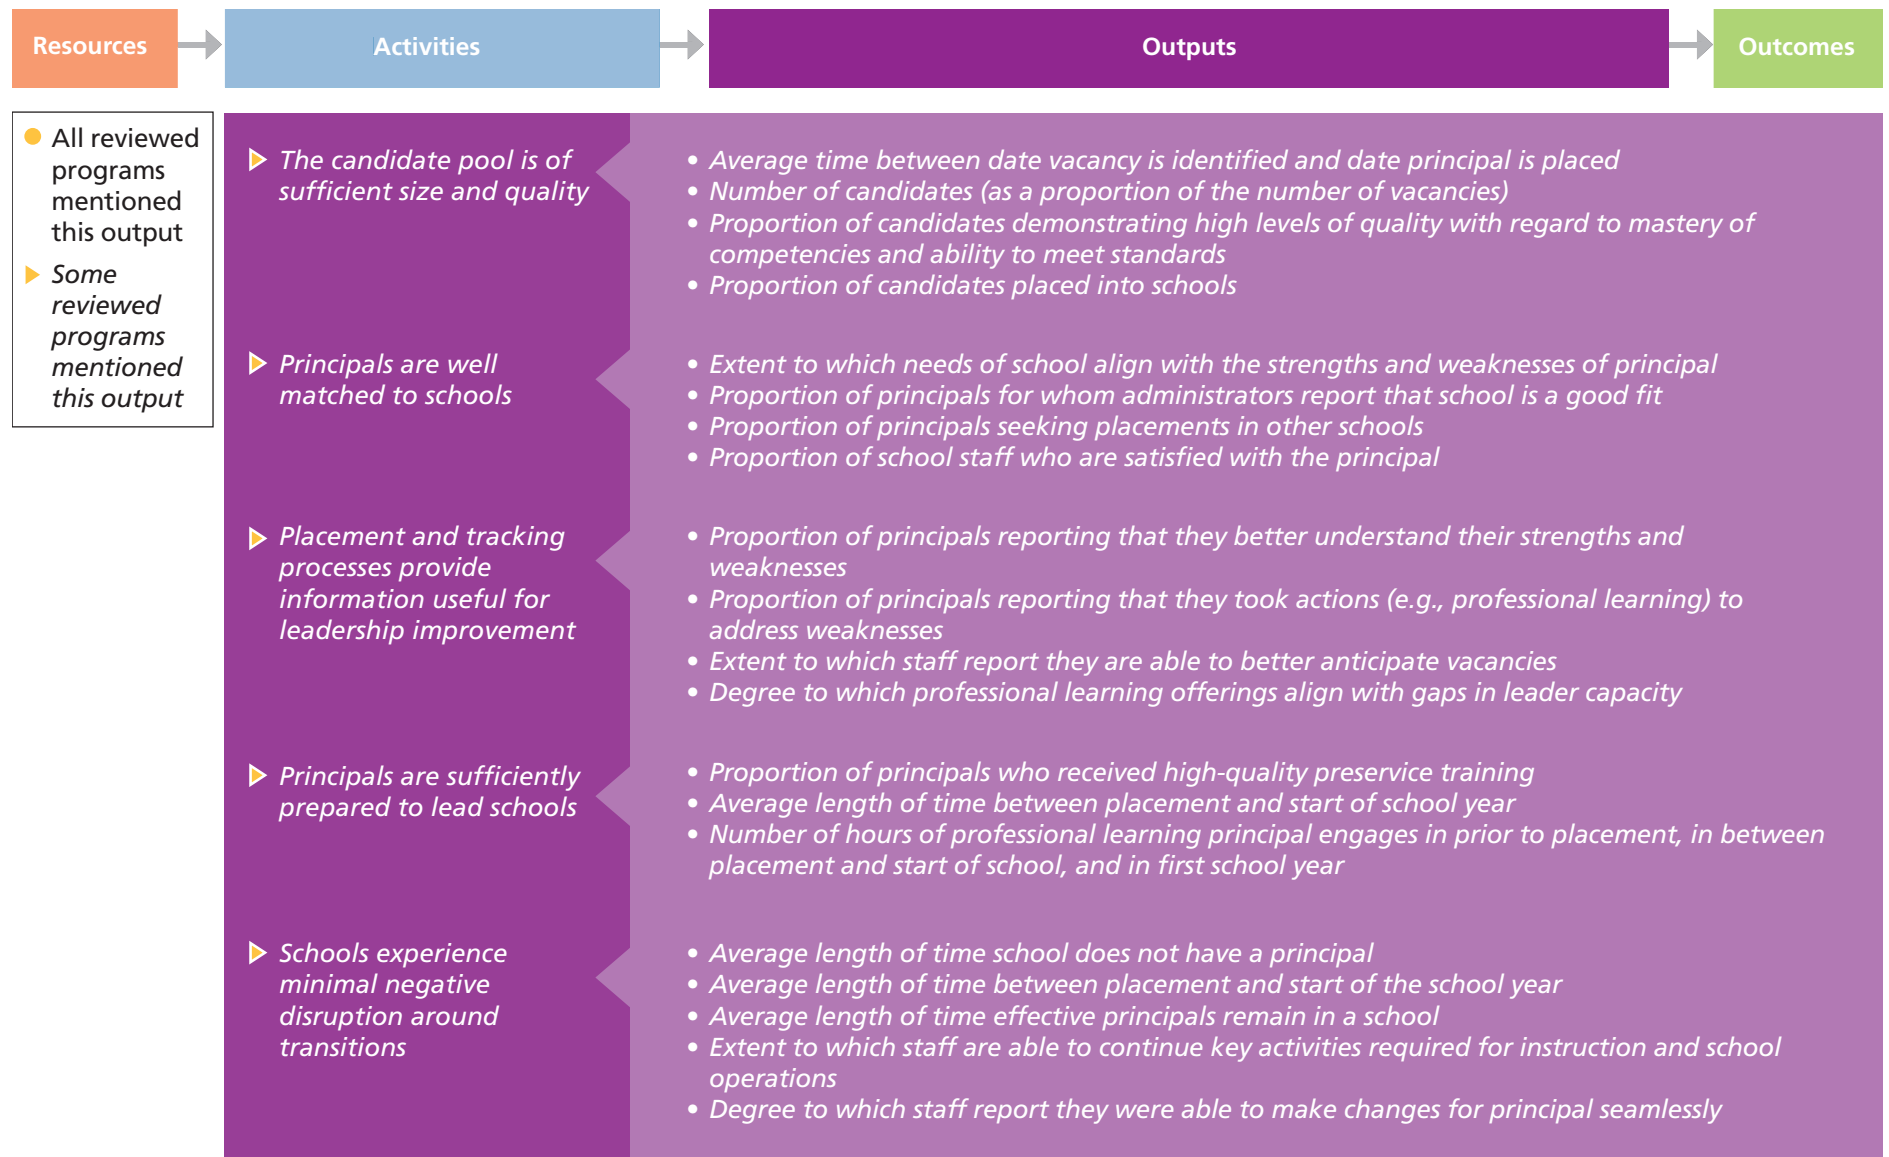 Resources
Activities
Outputs
Outcomes
All reviewed
programs
mentioned
this output
Some
reviewed
programs
mentioned
this output
The candidate pool is of
sufficient size and quality
• Average time between date vacancy is identified and date principal is placed
• Number of candidates (as a proportion of the number of vacancies)
• Proportion of candidates demonstrating high levels of quality with regard to mastery of
competencies and ability to meet standards
• Proportion of candidates placed into schools
Principals are well
matched to schools
• Extent to which needs of school align with the strengths and weaknesses of principal
• Proportion of principals for whom administrators report that school is a good fit
• Proportion of principals seeking placements in other schools
• Proportion of school staff who are satisfied with the principal
Placement and tracking
processes provide
information useful for
leadership improvement
• Proportion of principals reporting that they better understand their strengths and
weaknesses
• Proportion of principals reporting that they took actions (e.g., professional learning) to
address weaknesses
• Extent to which staff report they are able to better anticipate vacancies
• Degree to which professional learning offerings align with gaps in leader capacity
Principals are sufficiently
prepared to lead schools
• Proportion of principals who received high-quality preservice training
• Average length of time between placement and start of school year
• Number of hours of professional learning principal engages in prior to placement, in between
placement and start of school, and in first school year
Schools experience
minimal negative
disruption around
transitions
• Average length of time school does not have a principal
• Average length of time between placement and start of the school year
• Average length of time effective principals remain in a school
• Extent to which staff are able to continue key activities required for instruction and school
operations
• Degree to which staff report they were able to make changes for principal seamlessly